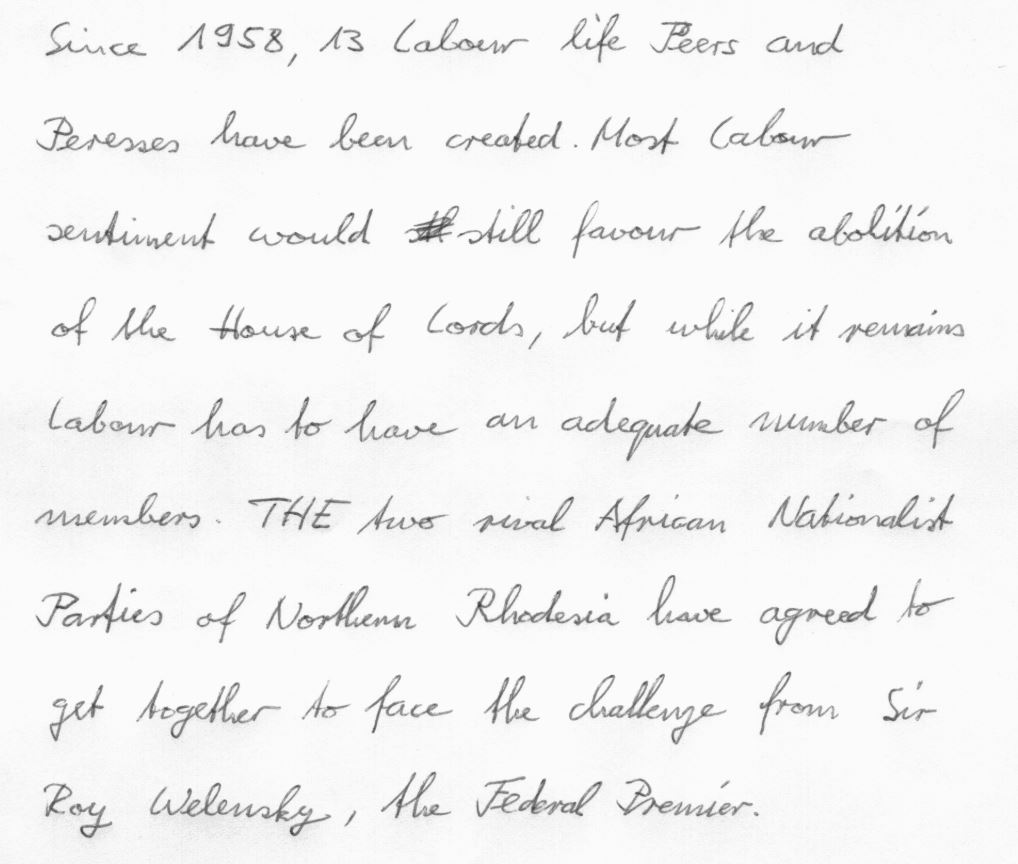 Since 1958, 13 Labour life Peers and
Peresses have been created. Most Labour
sentiment would still favour the abolition
of the House of Lords, but while it remains
Labour has to have an adequate number of
members. THE two rival African Nationalist
Parties of Northern Rhodesia have agreed to
get together to face the challenge from Sir
Roy Welensky, the Federal Premier.